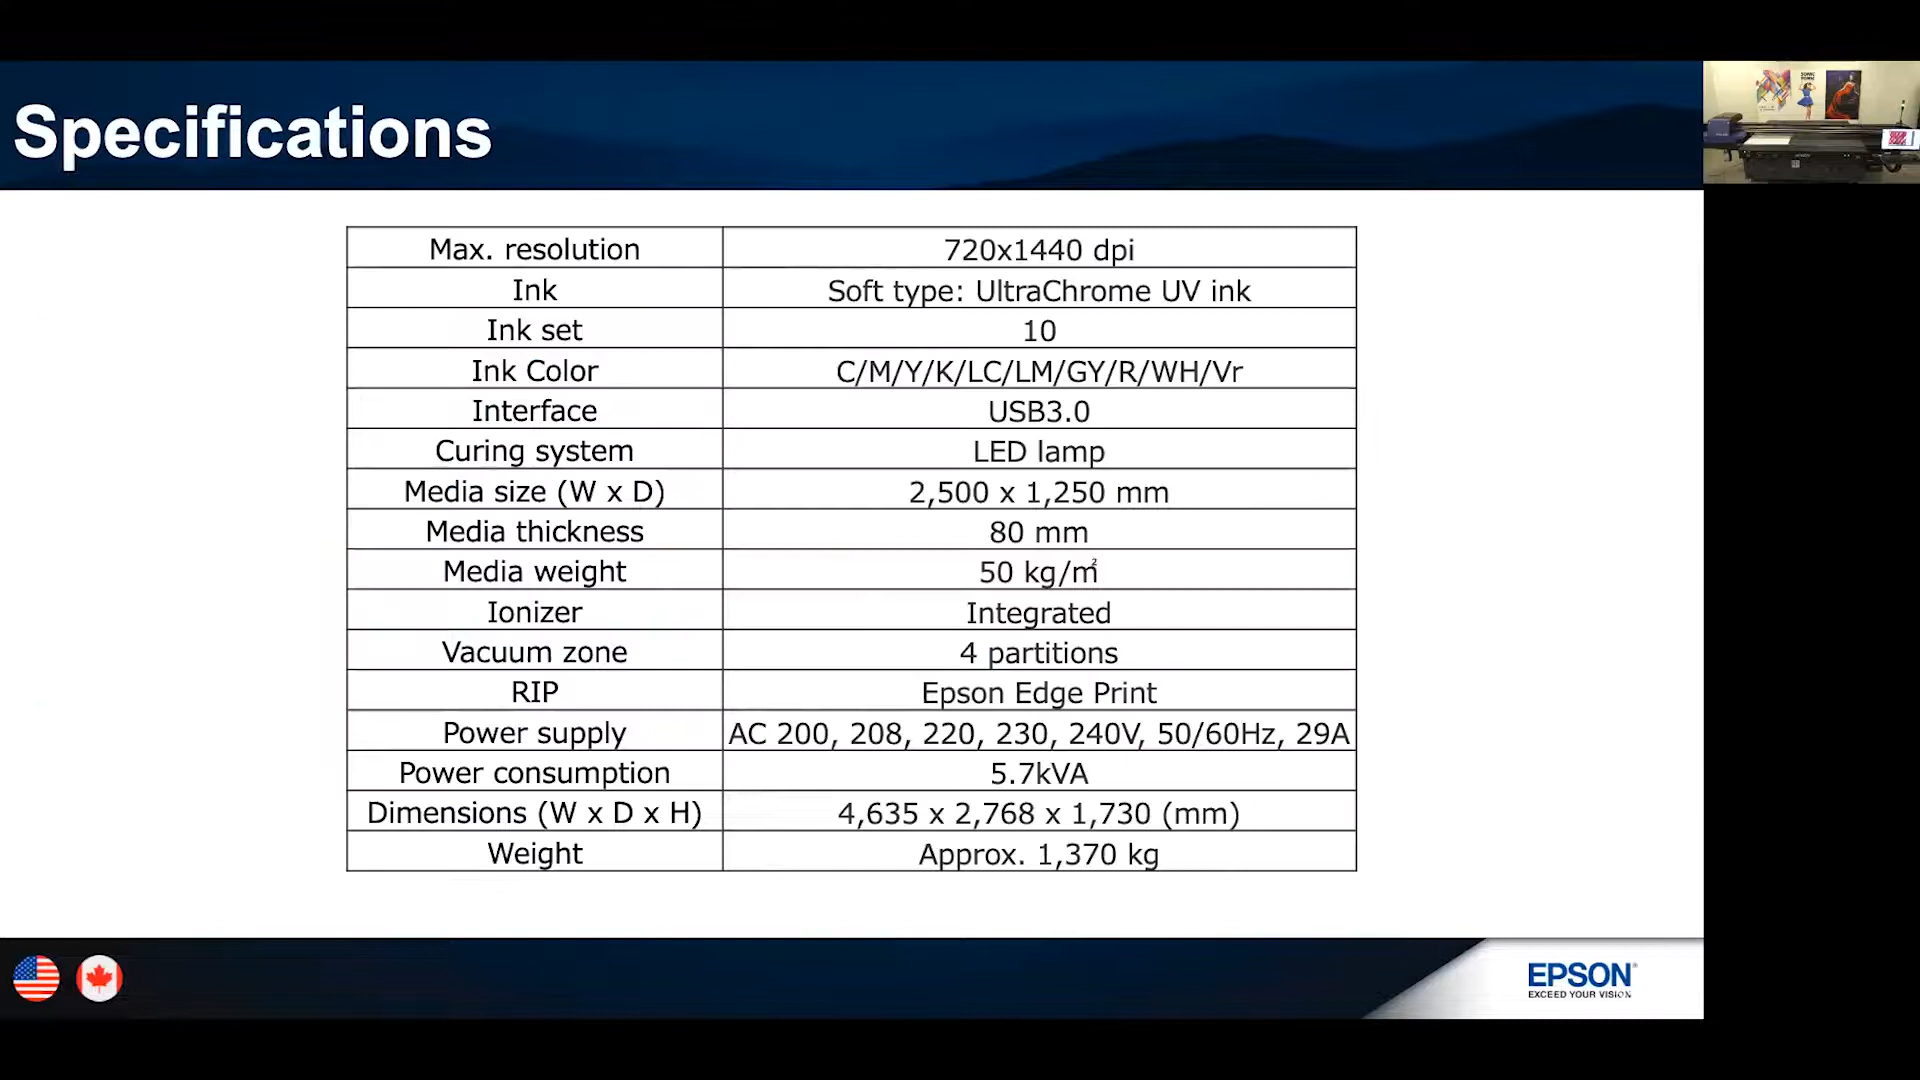 Specifications
Max. resolution 720x1440 dpi
Ink Soft type: UltraChrome UV ink
Ink set 10
Ink Color C/M/Y/K/LC/LM/GY/R/WH/Vr
Interface USB3.0
Curing system LED lamp
Media size (W x D) 2,500 x 1,250 mm
Media thickness 80 mm
Media weight 50 kg/㎡
Ionizer Integrated
Vacuum zone 4 partitions
RIP Epson Edge Print
Power supply AC 200, 208, 220, 230, 240V, 50/60Hz, 29A
Power consumption 5.7kVA
Dimensions (W x D x H) 4,635 x 2,768 x 1,730 (mm)
Weight Approx. 1,370 kg
EPSON®
EXCEED YOUR VISION